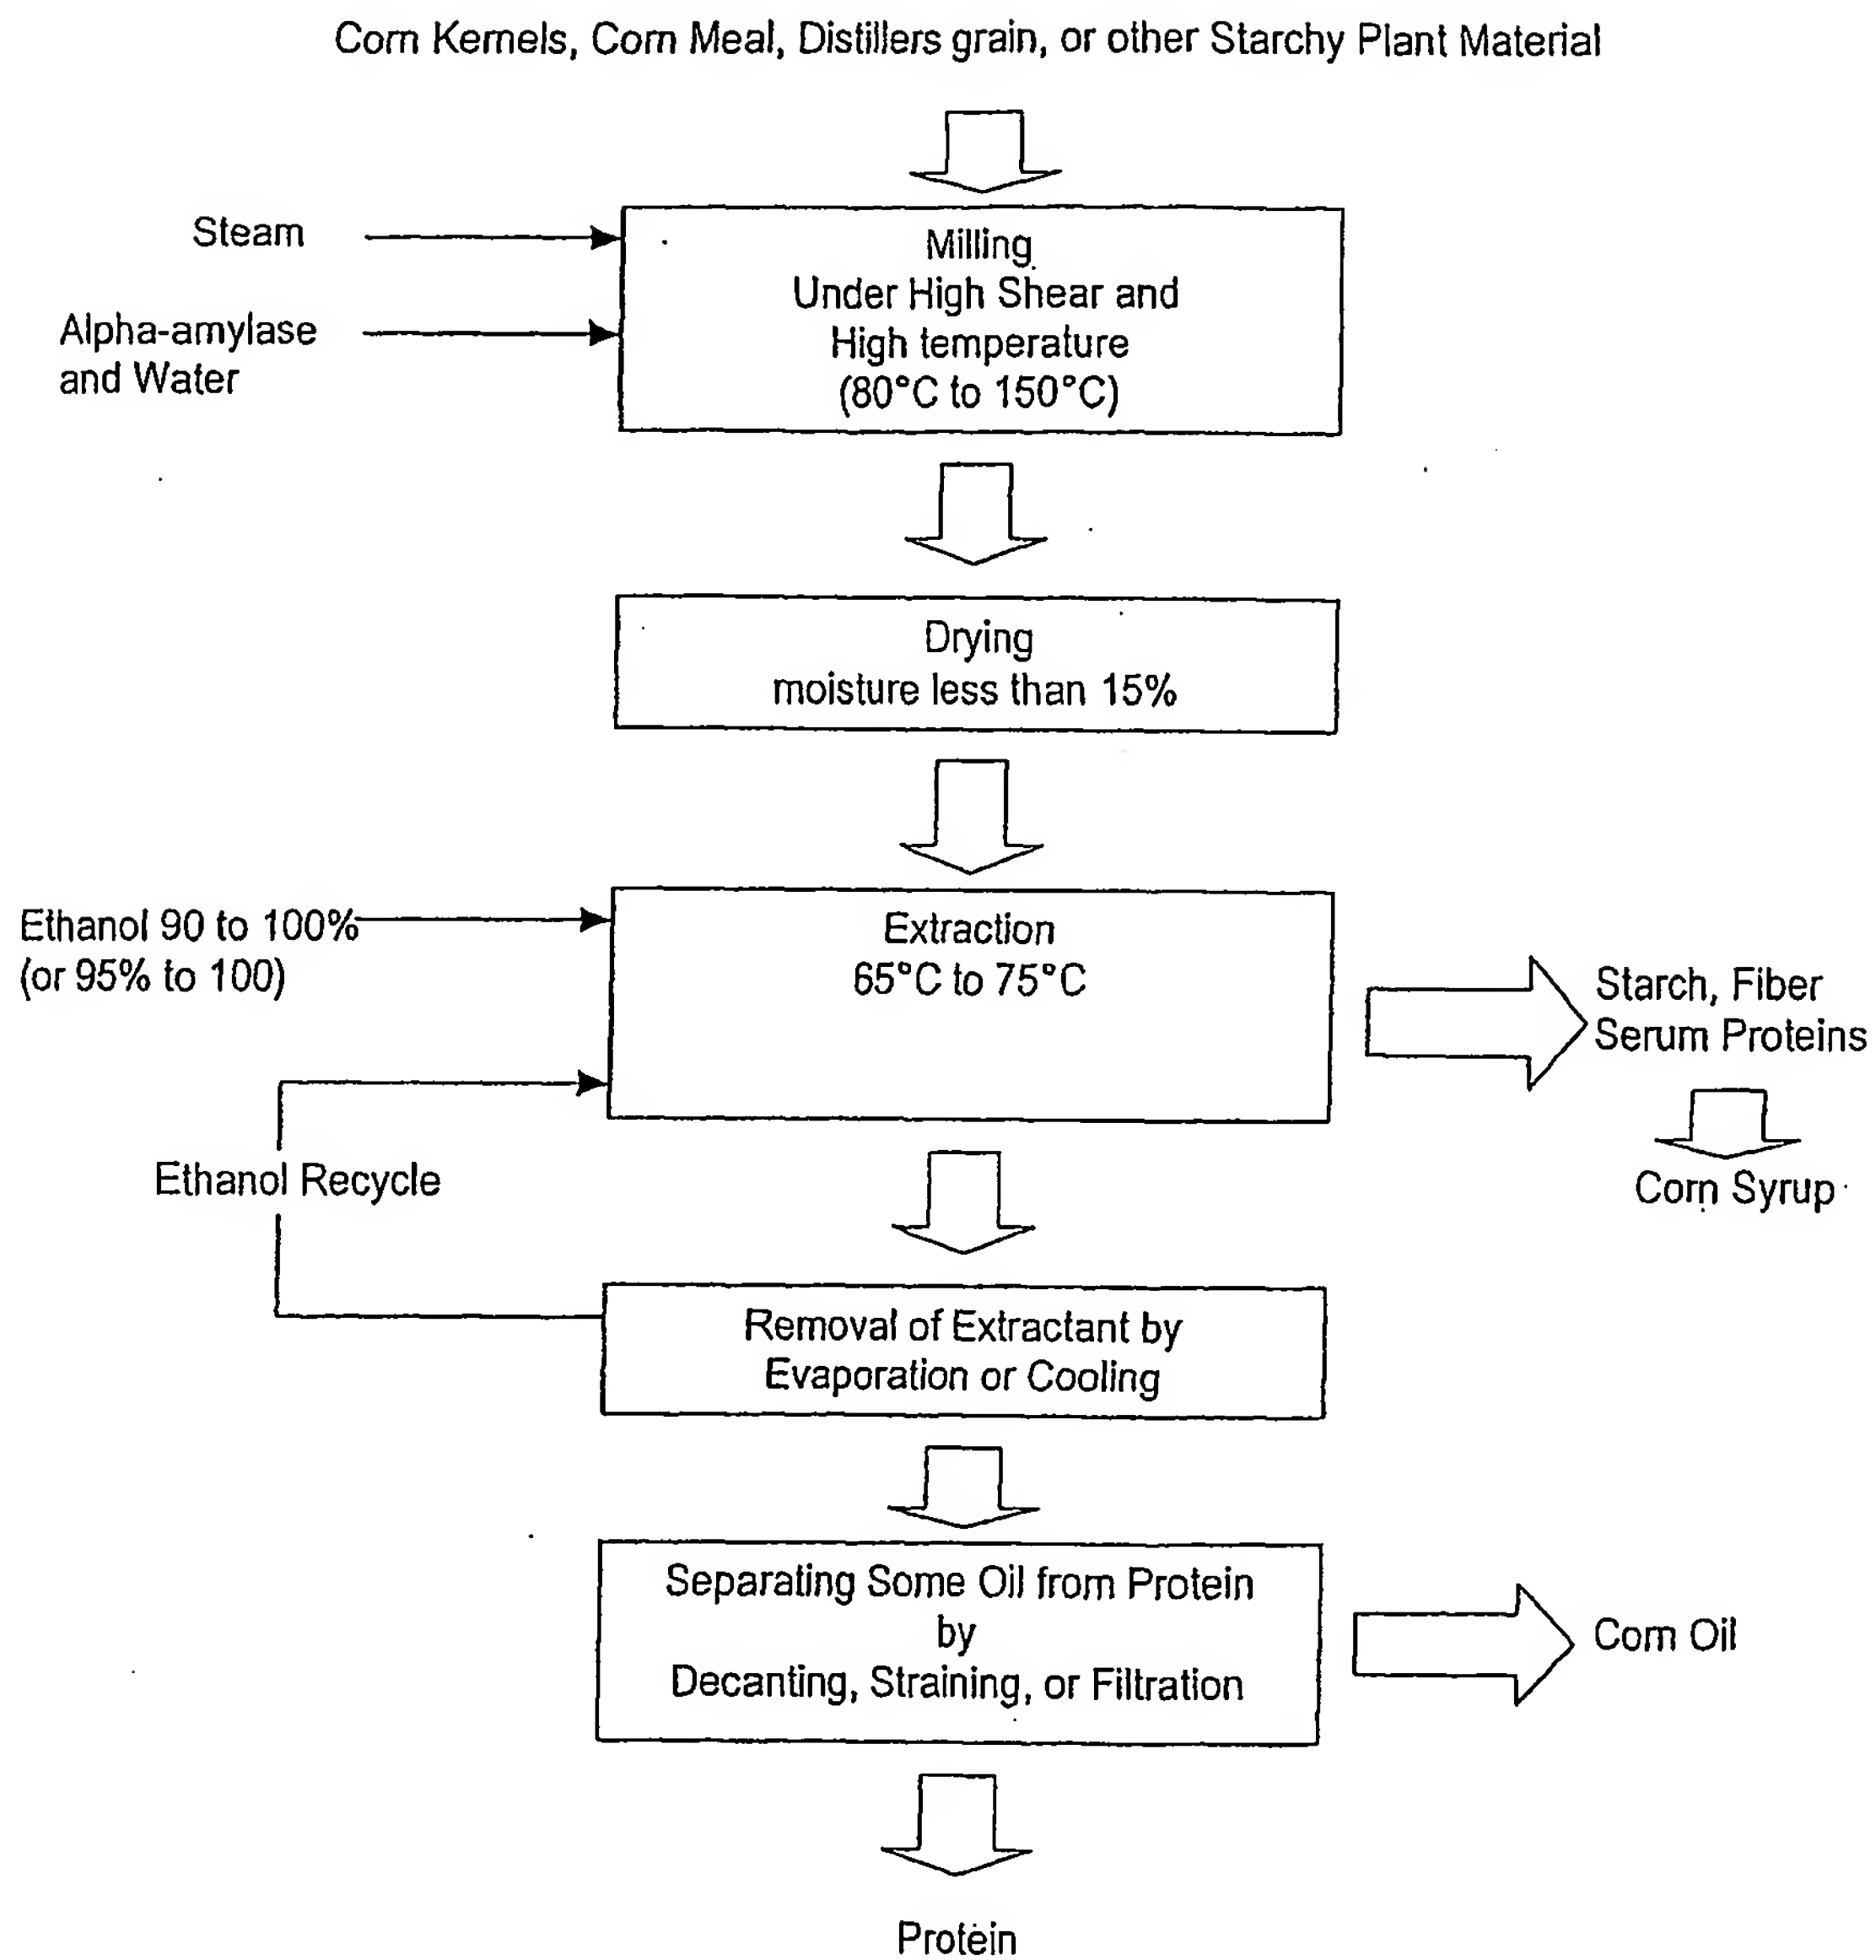 Corn Kernels, Corn Meal, Distillers grain, or other Starchy Plant Material
Steam
Alpha-amylase
and Water
Milling
Under High Shear and
High temperature
(80°C to 150°C)
Drying
moisture less than 15%
Ethanol 90 to 100%
(or 95% to 100)
Extraction
65°C to 75°C
Starch, Fiber
Serum Proteins
Corn Syrup
Ethanol Recycle
Removal of Extractant by
Evaporation or Cooling
Separating Some Oil from Protein
by
Decanting, Straining, or Filtration
Corn Oil
Protein